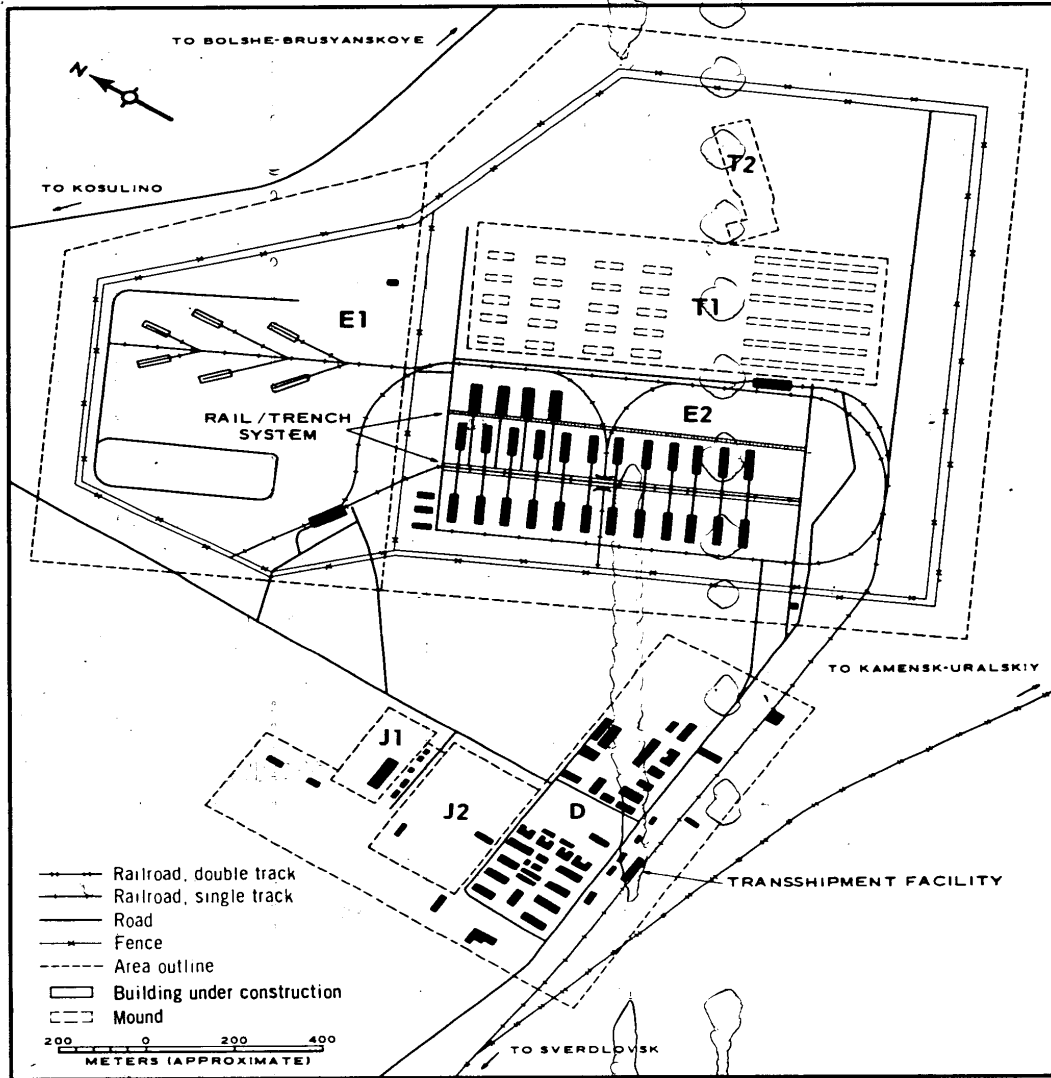 TO BOLSHE-BRUSYANSKOYE
N
TO KOSULINO
T2
E1
T1
RAIL/TRENCH
SYSTEM
E2
TO KAMENSK-URALSKIY
J1
J2
D
TRANSSHIPMENT FACILITY
Railroad, double track
Railroad, single track
Road
Fence
Area outline
Building under construction
Mound
200 0 200 400
METERS (APPROXIMATE)
TO SVERDLOVSK